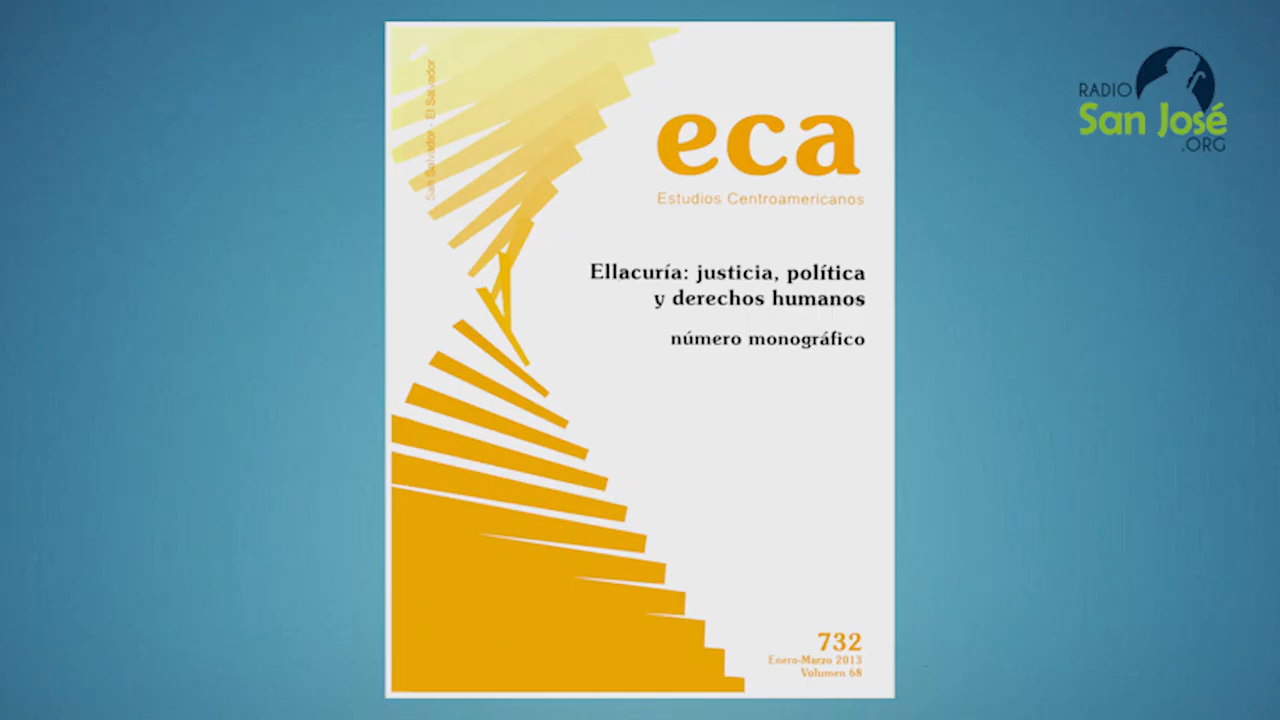 San Salvador - El Salvador
eca
Estudios Centroamericanos
Ellacuría: justicia, política
y derechos humanos
número monográfico
732
Enero-Marzo 2013
Volumen 68
RADIO
San José
.ORG